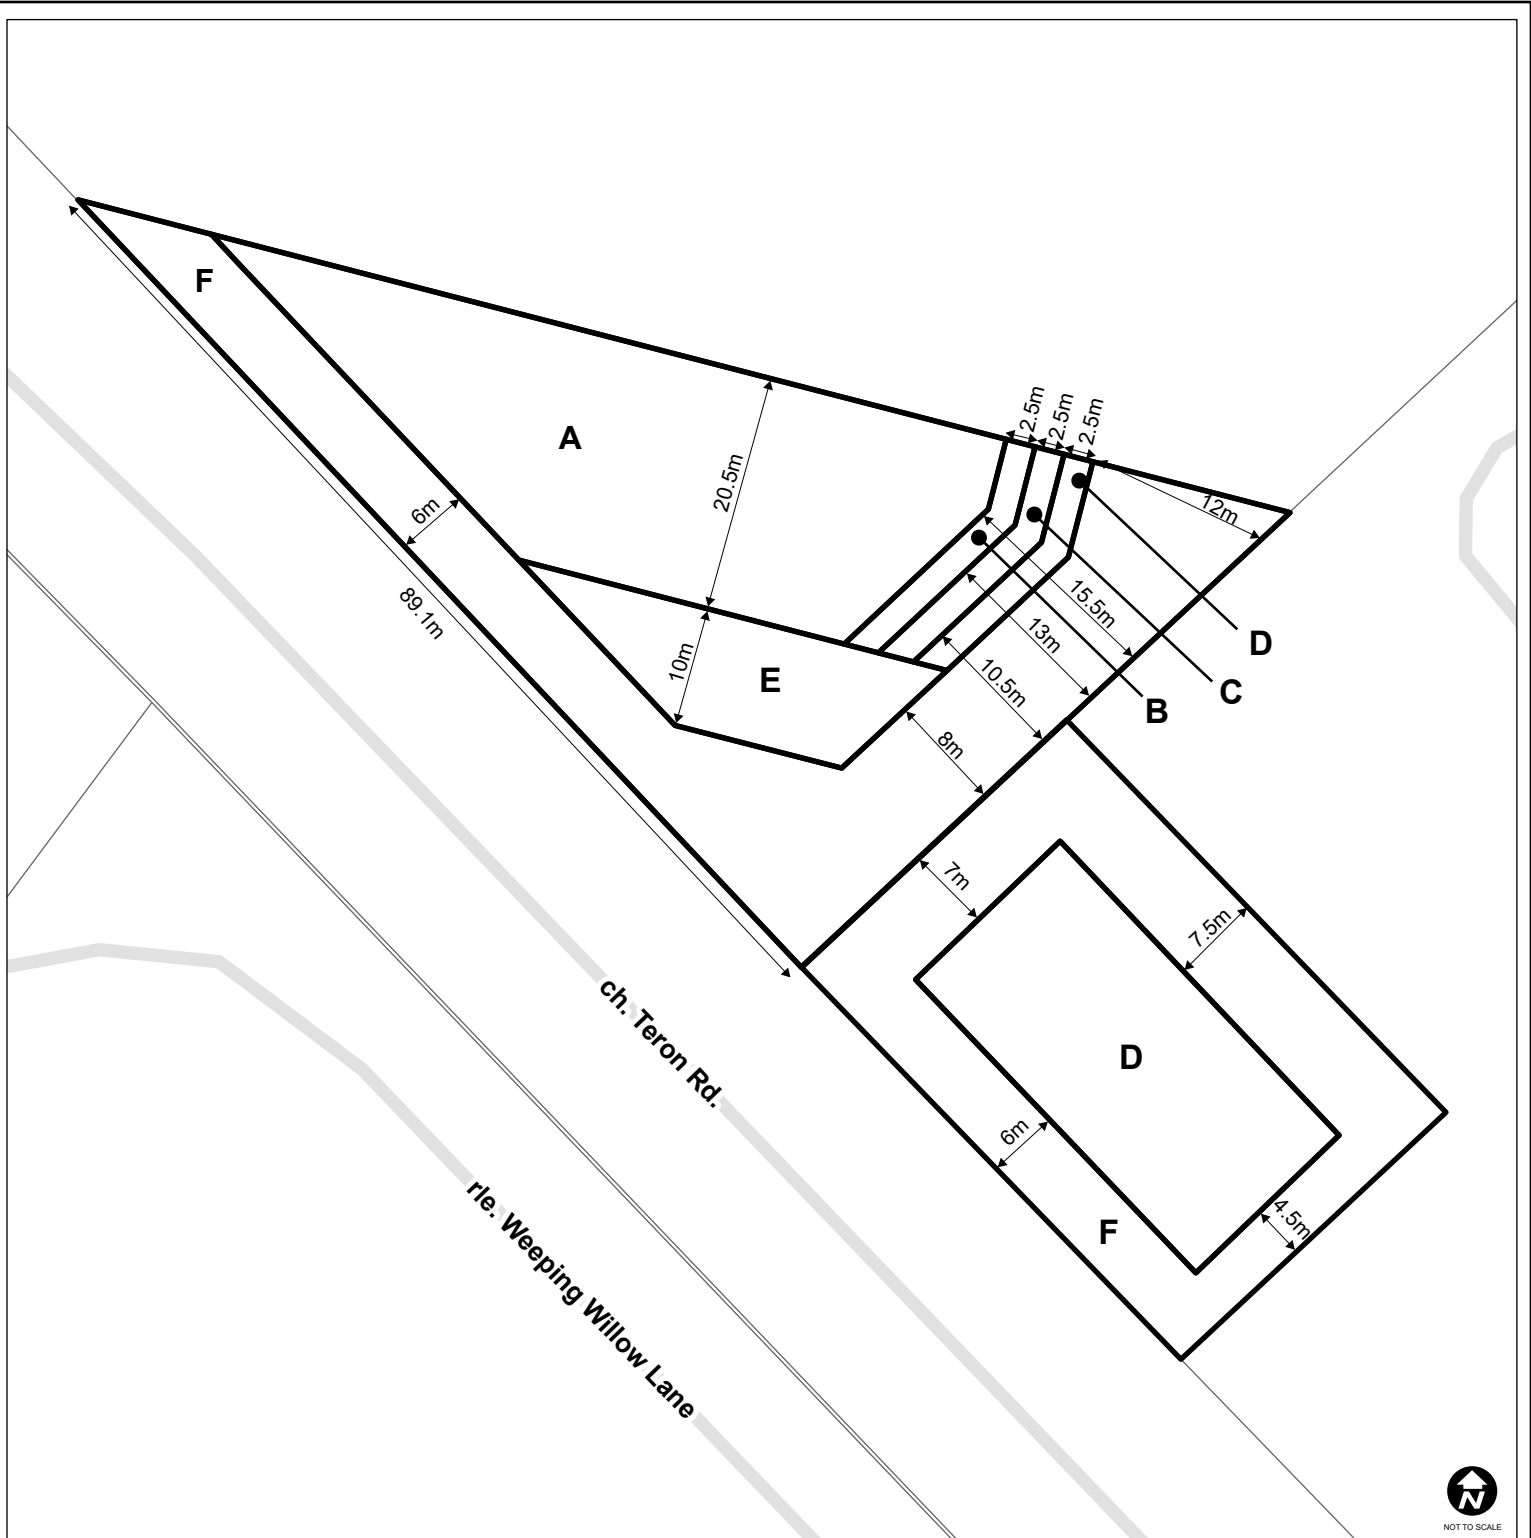 F
A
2.5m
2.5m
2.5m
12m
20.5m
6m
89.1m
15.5m
13m
10.5m
8m
10m
E
D
C
B
7m
7.5m
D
6m
F
4.5m
ch. Teron Rd.
rle. Weeping Willow Lane
N
NOT TO SCALE